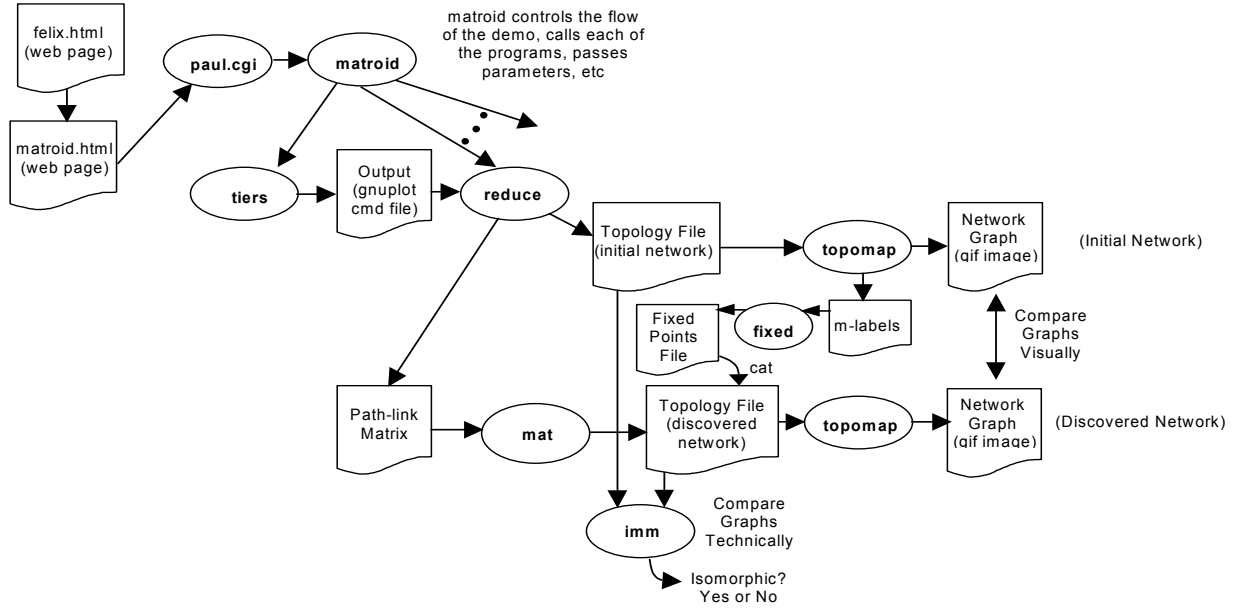 felix.html
(web page)
matroid.html
(web page)
paul.cgi
matroid
matroid controls the flow
of the demo, calls each of
the programs, passes
parameters, etc
tiers
Output
(gnuplot
cmd file)
reduce
Topology File
(initial network)
topomap
Network
Graph
(gif image)
(Initial Network)
Fixed
Points
File
fixed
m-labels
Compare
Graphs
Visually
cat
Path-link
Matrix
mat
Topology File
(discovered
network)
topomap
Network
Graph
(gif image)
(Discovered Network)
imm
Compare
Graphs
Technically
Isomorphic?
Yes or No